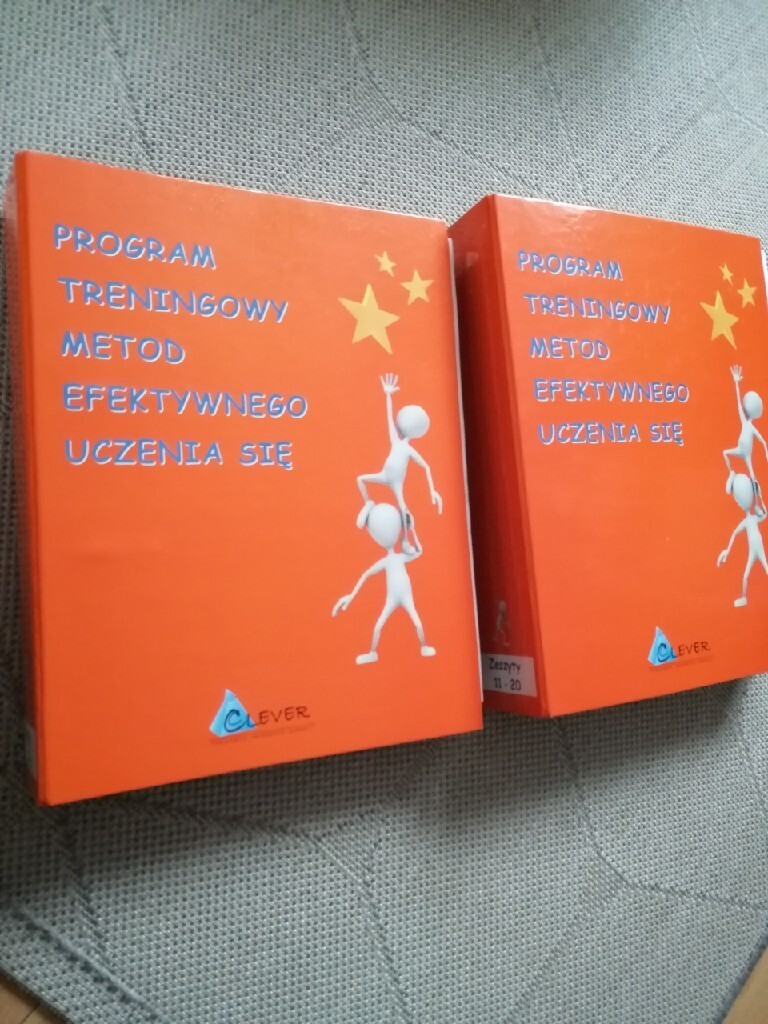 PROGRAM
TRENINGOWY
METOD
EFEKTYWNEGO
UCZENIA SIĘ
CLEVER
PROGRAM
TRENINGOWY
METOD
EFEKTYWNEGO
UCZENIA SIĘ
CLEVER
Zeszyty
11 - 20